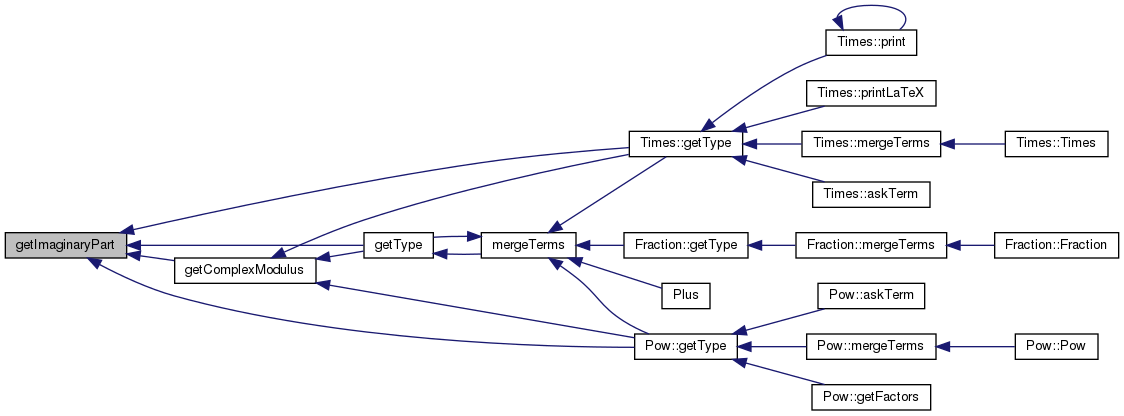 Times::print
Times::printLaTeX
Times::getType
Times::mergeTerms
Times::Times
Times::askTerm
getImaginaryPart
getType
mergeTerms
Fraction::getType
Fraction::mergeTerms
Fraction::Fraction
getComplexModulus
Plus
Pow::askTerm
Pow::getType
Pow::mergeTerms
Pow::Pow
Pow::getFactors